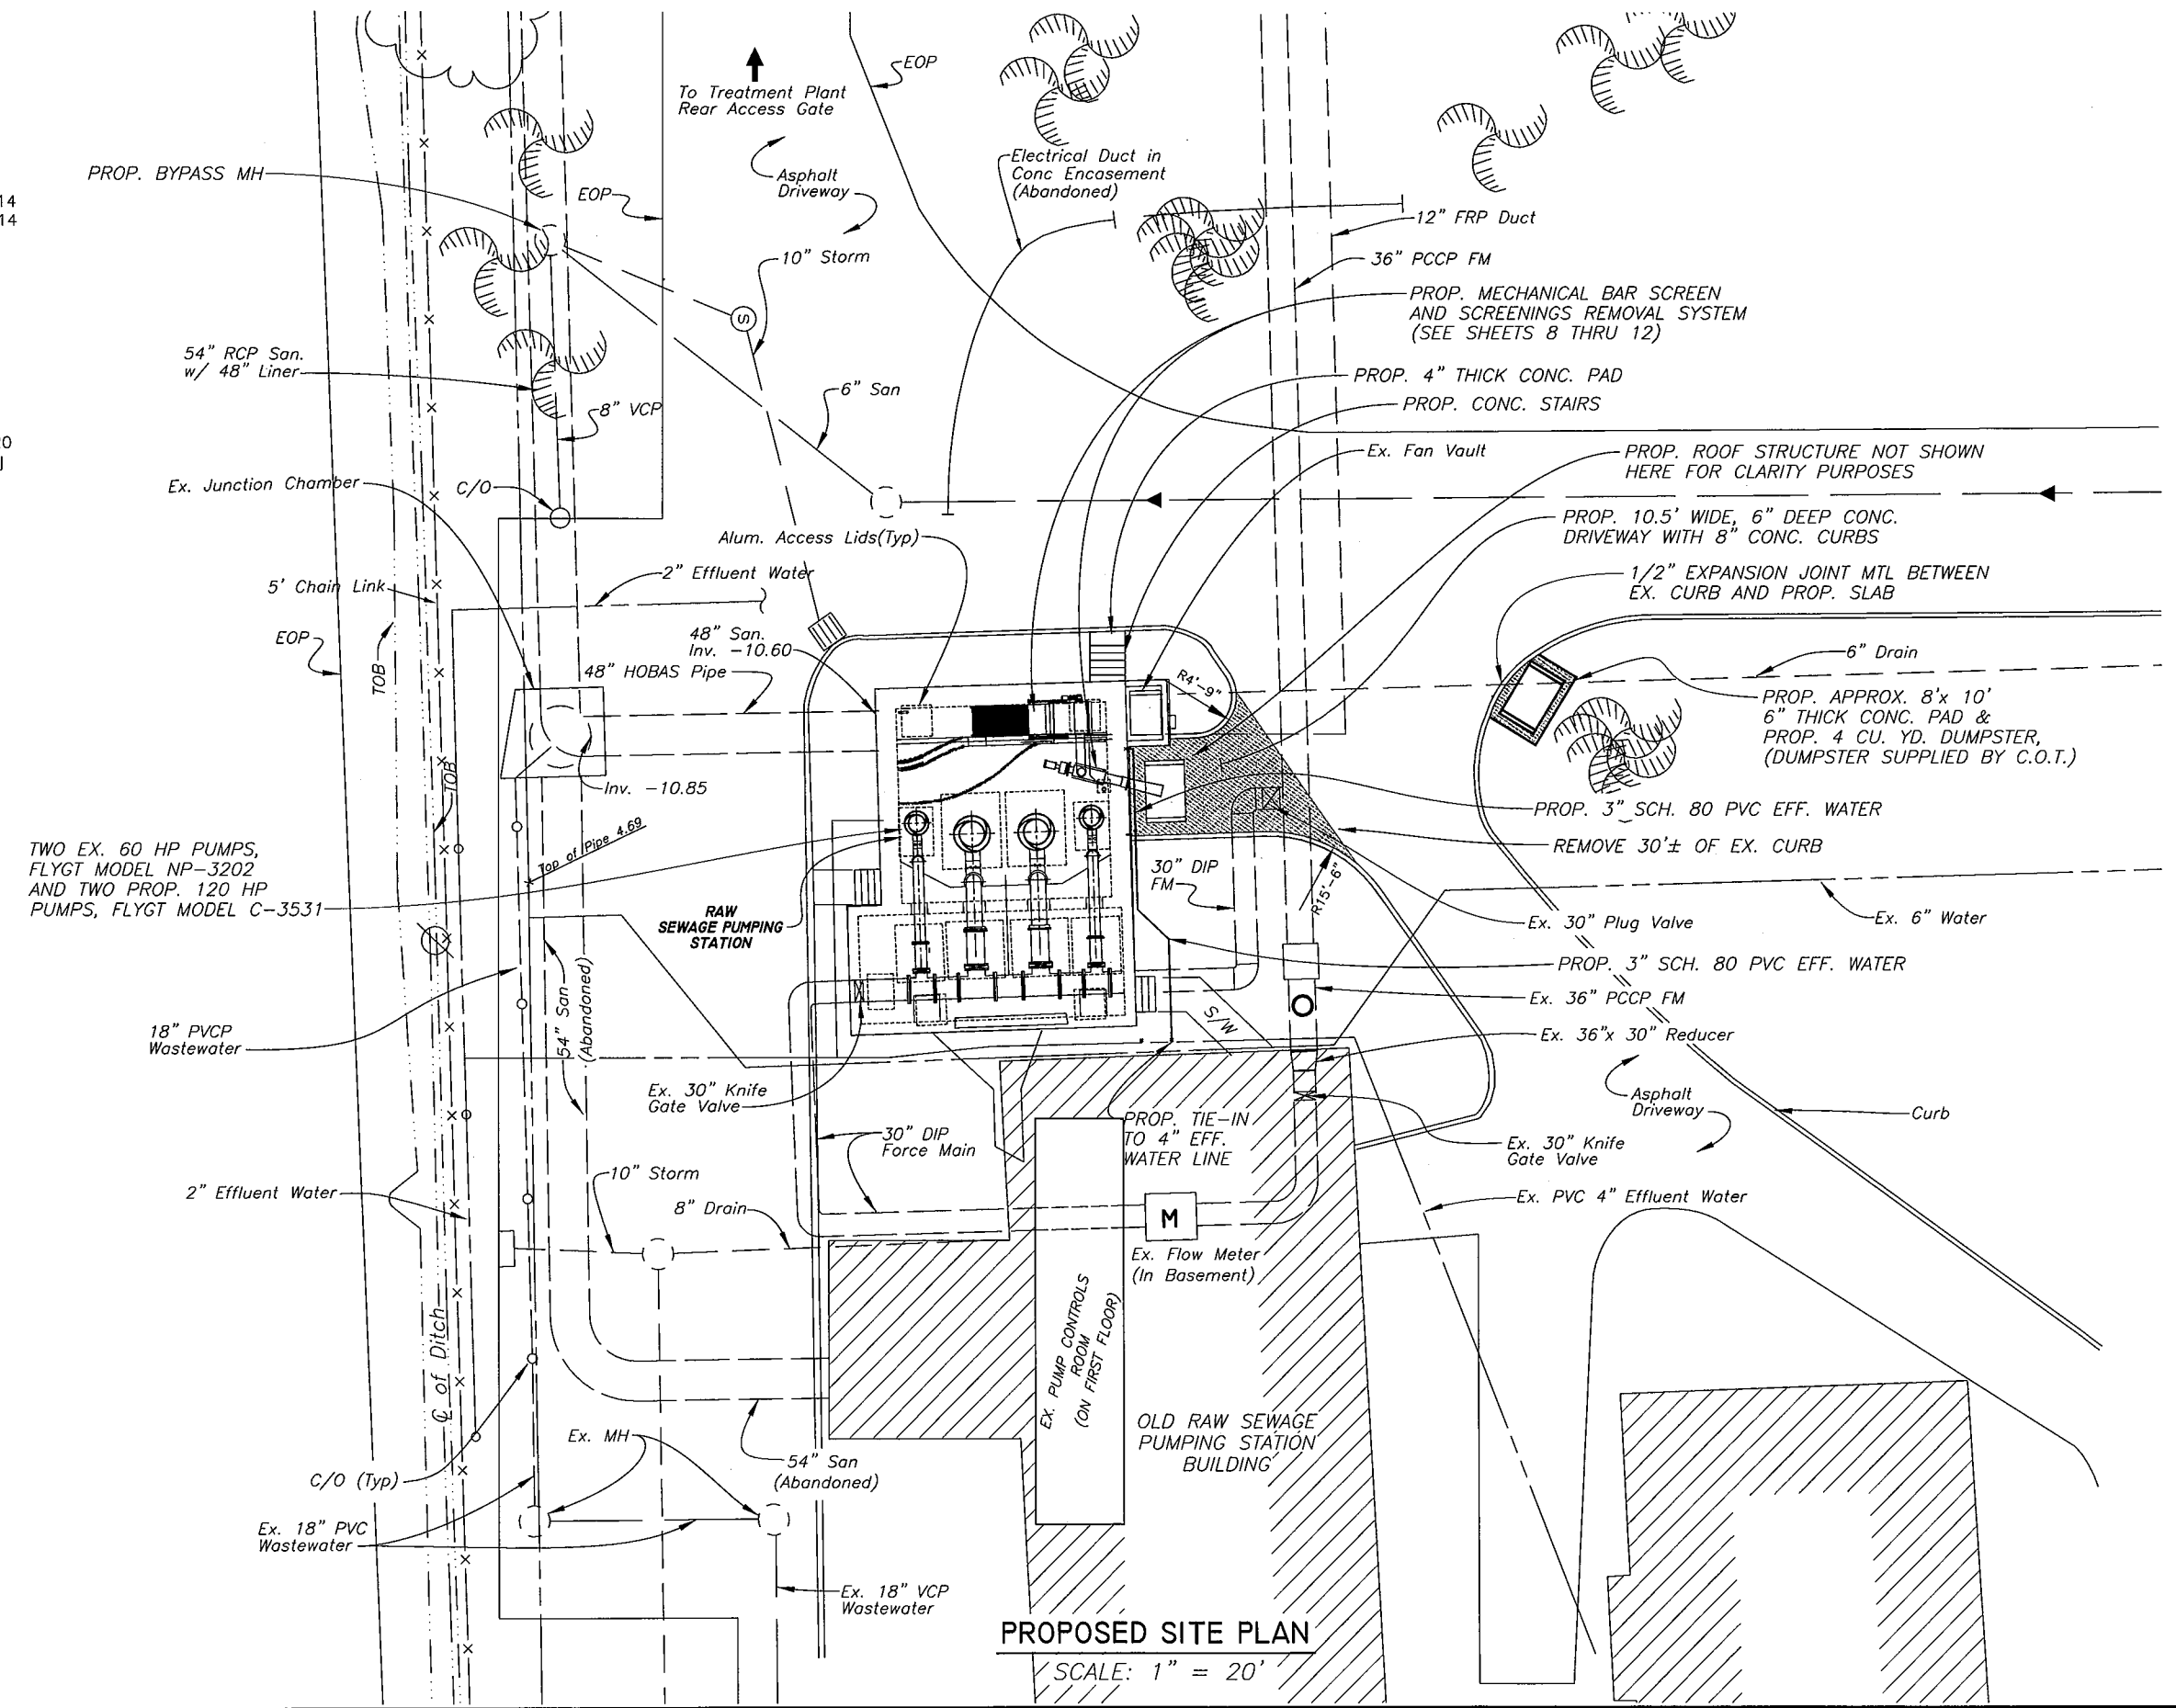 To Treatment Plant
Rear Access Gate
EOP
PROP. BYPASS MH
14
14
EOP
Asphalt
Driveway
Electrical Duct in
Conc Encasement
(Abandoned)
12" FRP Duct
10" Storm
36" PCCP FM
PROP. MECHANICAL BAR SCREEN
AND SCREENINGS REMOVAL SYSTEM
(SEE SHEETS 8 THRU 12)
S
54" RCP San.
w/ 48" Liner
6" San
8" VCP
PROP. 4" THICK CONC. PAD
PROP. CONC. STAIRS
Ex. Fan Vault
PROP. ROOF STRUCTURE NOT SHOWN
HERE FOR CLARITY PURPOSES
Ex. Junction Chamber
C/O
PROP. 10.5' WIDE, 6" DEEP CONC.
DRIVEWAY WITH 8" CONC. CURBS
Alum. Access Lids(Typ)
2" Effluent Water
5' Chain Link
1/2" EXPANSION JOINT MTL BETWEEN
EX. CURB AND PROP. SLAB
EOP
TOB
48" San.
Inv. -10.60
48" HOBAS Pipe
6" Drain
R4'-9"
PROP. APPROX. 8'x 10'
6" THICK CONC. PAD &
PROP. 4 CU. YD. DUMPSTER,
(DUMPSTER SUPPLIED BY C.O.T.)
TOB
Inv. -10.85
PROP. 3" SCH. 80 PVC EFF. WATER
Top of Pipe 4.69
TWO EX. 60 HP PUMPS,
FLYGT MODEL NP-3202
AND TWO PROP. 120 HP
PUMPS, FLYGT MODEL C-3531
REMOVE 30'± OF EX. CURB
30" DIP
FM
R15'-6"
RAW
SEWAGE PUMPING
STATION
Ex. 30" Plug Valve
Ex. 6" Water
PROP. 3" SCH. 80 PVC EFF. WATER
54" San
(Abandoned)
S/W
Ex. 36" PCCP FM
18" PVCP
Wastewater
Ex. 36"x 30" Reducer
Ex. 30" Knife
Gate Valve
Asphalt
Driveway
Curb
30" DIP
Force Main
PROP. TIE-IN
TO 4" EFF.
WATER LINE
Ex. 30" Knife
Gate Valve
10" Storm
2" Effluent Water
8" Drain
Ex. PVC 4" Effluent Water
M
Ex. Flow Meter
(In Basement)
℄ of Ditch
EX. PUMP CONTROLS
ROOM
(ON FIRST FLOOR)
OLD RAW SEWAGE
PUMPING STATION
BUILDING
Ex. MH
54" San
(Abandoned)
C/O (Typ)
Ex. 18" PVC
Wastewater
Ex. 18" VCP
Wastewater
PROPOSED SITE PLAN
SCALE: 1" = 20'